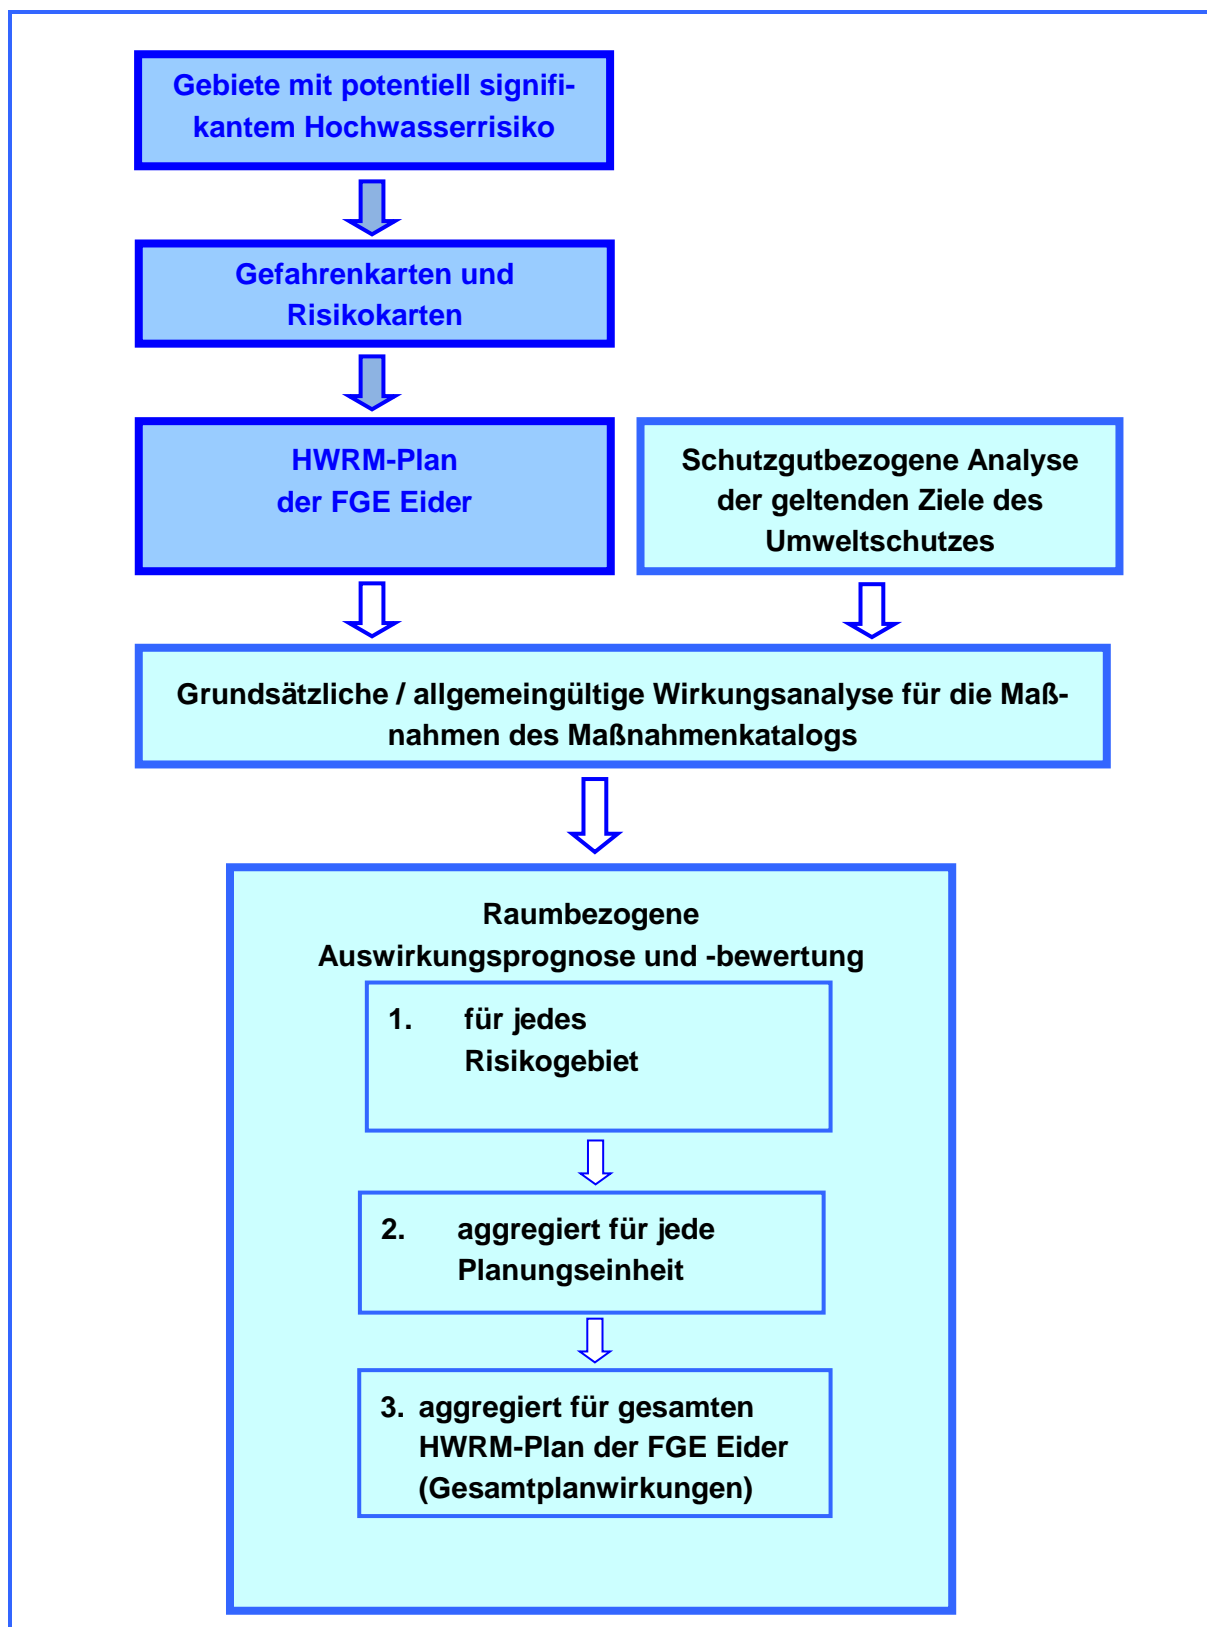 Gebiete mit potentiell signifi-
kantem Hochwasserrisiko
Gefahrenkarten und
Risikokarten
HWRM-Plan
der FGE Eider
Schutzgutbezogene Analyse
der geltenden Ziele des
Umweltschutzes
Grundsätzliche / allgemeingültige Wirkungsanalyse für die Maß-
nahmen des Maßnahmenkatalogs
Raumbezogene
Auswirkungsprognose und -bewertung
1. für jedes
Risikogebiet
2. aggregiert für jede
Planungseinheit
3. aggregiert für gesamten
HWRM-Plan der FGE Eider
(Gesamtplanwirkungen)